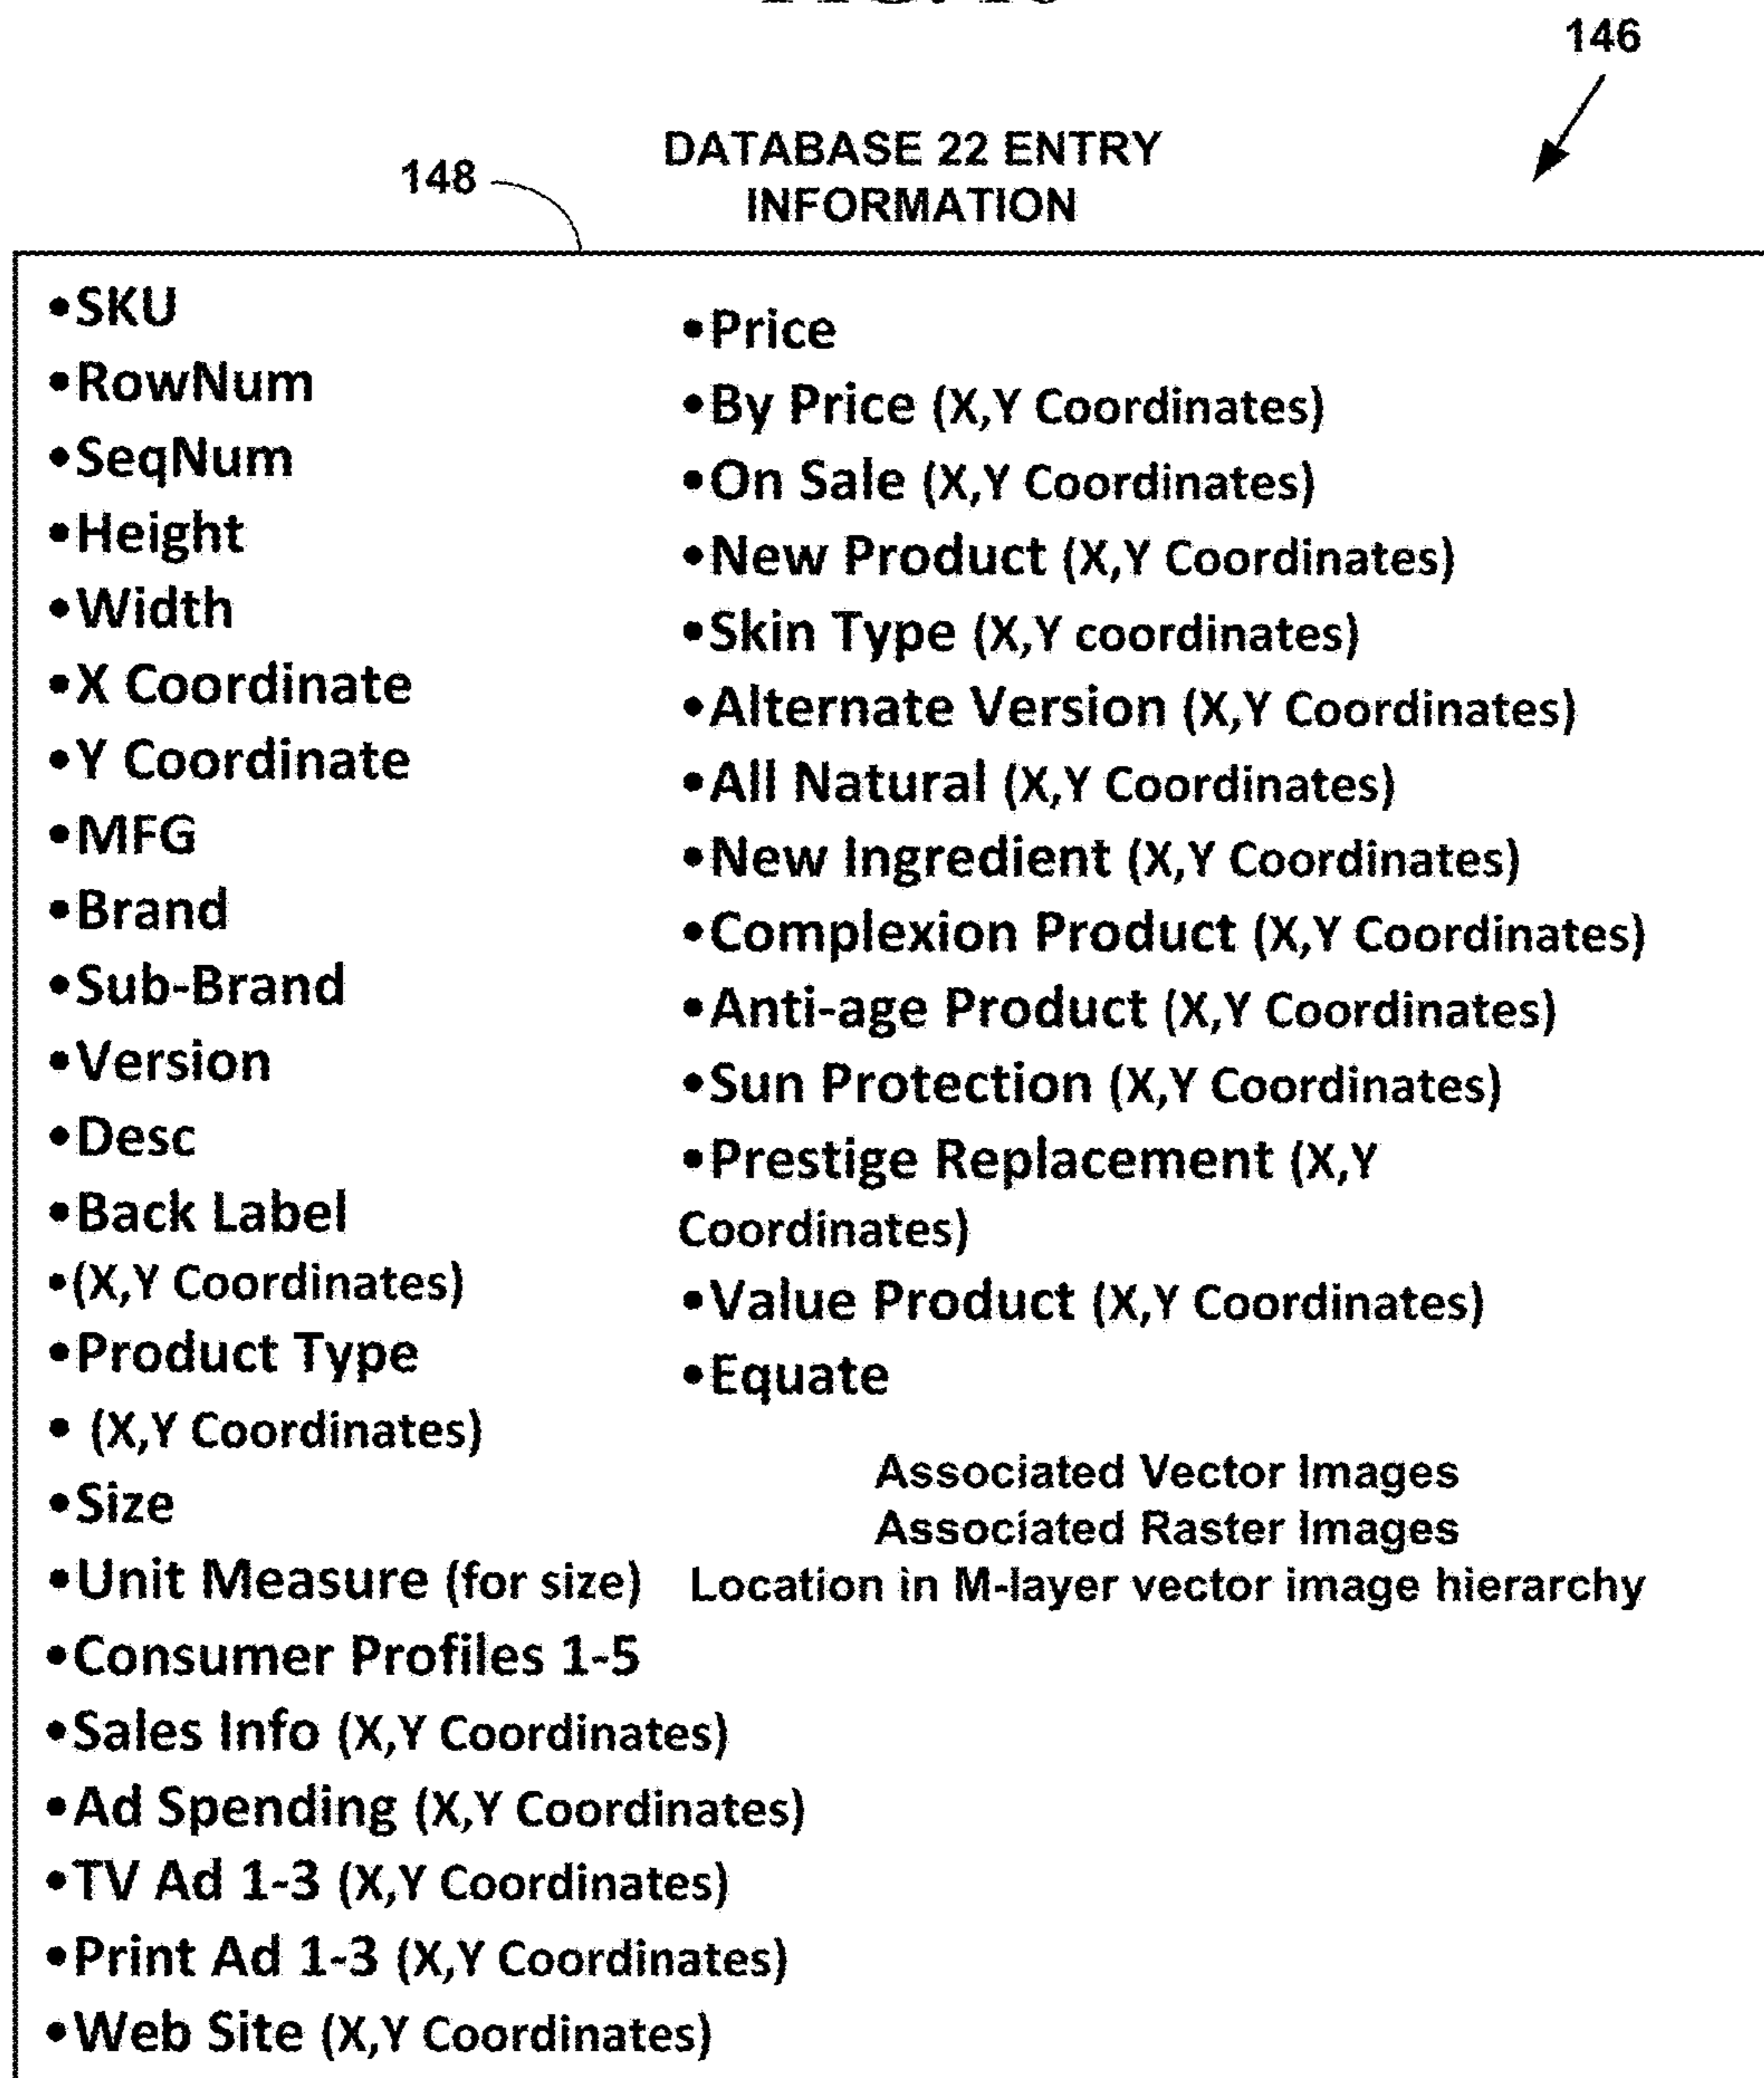 146
DATABASE 22 ENTRY
INFORMATION
148
•SKU
•RowNum
•SeqNum
•Height
•Width
•X Coordinate
•Y Coordinate
•MFG
•Brand
•Sub-Brand
•Version
•Desc
•Back Label
•(X,Y Coordinates)
•Product Type
• (X,Y Coordinates)
•Size
•Unit Measure (for size)
•Consumer Profiles 1-5
•Sales Info (X,Y Coordinates)
•Ad Spending (X,Y Coordinates)
•TV Ad 1-3 (X,Y Coordinates)
•Print Ad 1-3 (X,Y Coordinates)
•Web Site (X,Y Coordinates)
•Price
•By Price (X,Y Coordinates)
•On Sale (X,Y Coordinates)
•New Product (X,Y Coordinates)
•Skin Type (X,Y coordinates)
•Alternate Version (X,Y Coordinates)
•All Natural (X,Y Coordinates)
•New Ingredient (X,Y Coordinates)
•Complexion Product (X,Y Coordinates)
•Anti-age Product (X,Y Coordinates)
•Sun Protection (X,Y Coordinates)
•Prestige Replacement (X,Y
Coordinates)
•Value Product (X,Y Coordinates)
•Equate
Associated Vector Images
Associated Raster Images
Location in M-layer vector image hierarchy